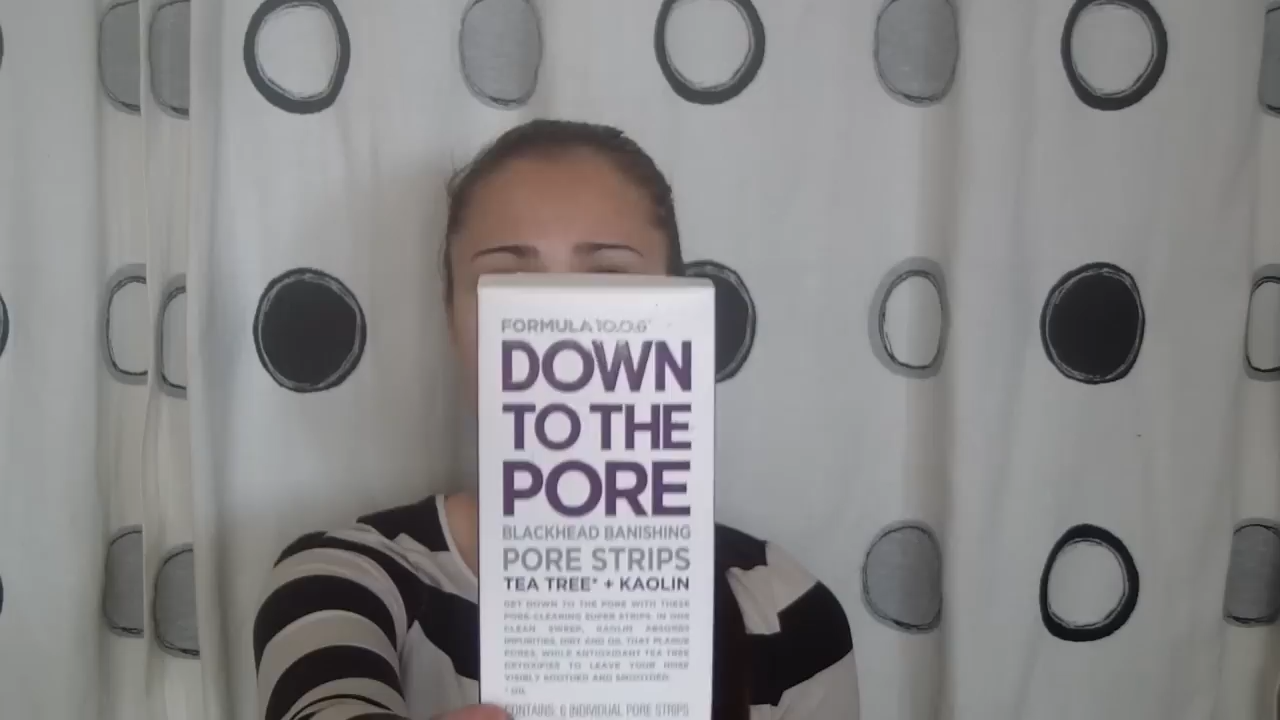 FORMULA 10.0.6
DOWN
TO THE
PORE
BLACKHEAD BANISHING
PORE STRIPS
TEA TREE* + KAOLIN
GET DOWN TO THE PORE WITH THESE
PORE-CLEARING SUPER STRIPS. IN ONE
CLEAN SWEEP, KAOLIN ABSORBS
IMPURITIES, DIRT AND OIL THAT PLAGUE
PORES, WHILE ANTIOXIDANT TEA TREE
DETOXIFIES TO LEAVE YOUR NOSE
VISIBLY SOOTHED AND SMOOTHED.
* OIL
CONTAINS: 6 INDIVIDUAL PORE STRIPS